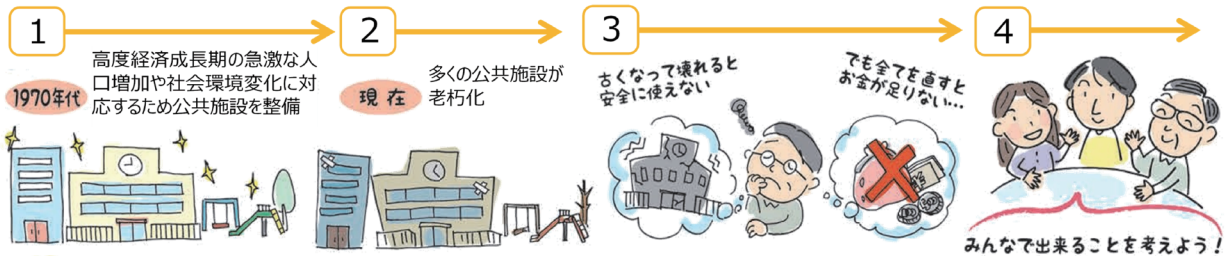 1
1970年代
高度経済成長期の急激な人
口増加や社会環境変化に対
応するため公共施設を整備
2
現在
多くの公共施設が
老朽化
3
古くなって壊れると
安全に使えない
でも全てを直すと
お金が足りない…
4
みんなで出来ることを考えよう！